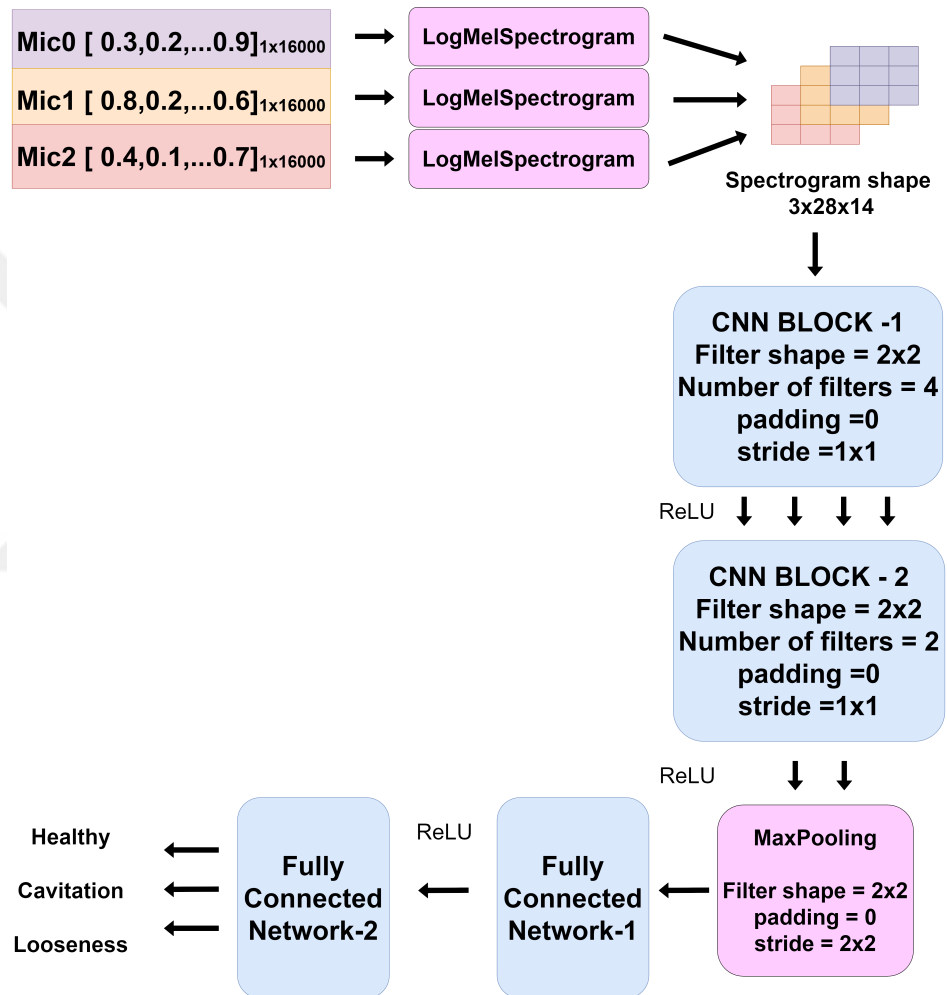 Mic0 [ 0.3,0.2,...0.9]1x16000
LogMelSpectrogram
Mic1 [ 0.8,0.2,...0.6]1x16000
LogMelSpectrogram
Mic2 [ 0.4,0.1,...0.7]1x16000
LogMelSpectrogram
Spectrogram shape
3x28x14
CNN BLOCK -1
Filter shape = 2x2
Number of filters = 4
padding =0
stride =1x1
ReLU
CNN BLOCK - 2
Filter shape = 2x2
Number of filters = 2
padding =0
stride =1x1
ReLU
MaxPooling
Filter shape = 2x2
padding = 0
stride = 2x2
Fully
Connected
Network-1
ReLU
Fully
Connected
Network-2
Healthy
Cavitation
Looseness